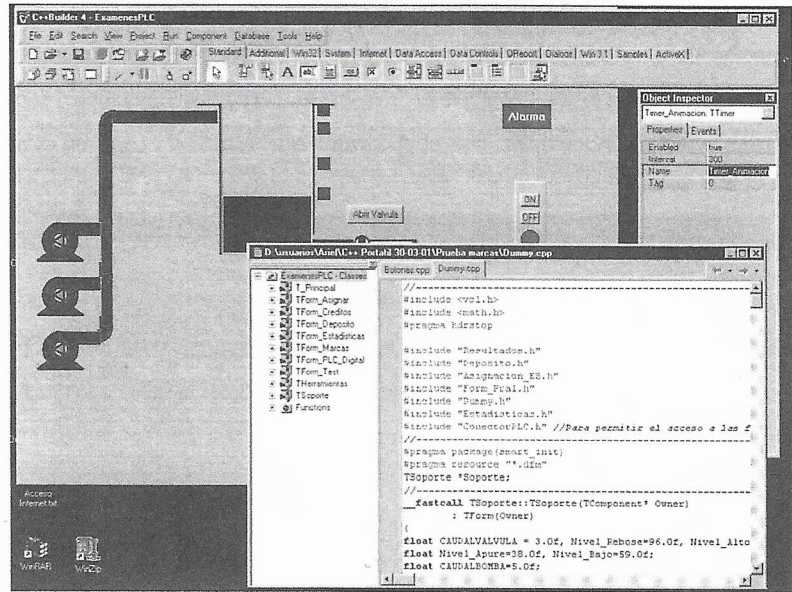 C++Builder 4 - ExamenesPLC
File Edit Search View Project Run Component Database Tools Help
Standard Additional Win32 System Internet Data Access Data Controls QReport Dialogs Win 3.1 Samples ActiveX
Alarma
ON
OFF
Abrir Valvula
Object Inspector
Timer_Animacion: TTimer
Properties Events
Enabled true
Interval 300
Name Timer_Animacion
Tag 0
D:\usuarios\Ariel\C++ Portatil 30-03-01\Prueba marcas\Dummy.cpp
ExamenesPLC - Classes
T_Principal
TForm_Asignar
TForm_Creditos
TForm_Deposito
TForm_Estadisticas
TForm_Marcas
TForm_PLC_Digital
TForm_Test
THerramientas
TSoporte
Functions
Botones.cpp Dummy.cpp
//
#include <vcl.h>
#include <math.h>
#pragma hdrstop
#include "Resultados.h"
#include "Deposito.h"
#include "Asignacion_ES.h"
#include "Form_Pral.h"
#include "Dummy.h"
#include "Estadisticas.h"
#include "ConectorPLC.h" //Para permitir el acceso a las f
//
#pragma package(smart_init)
#pragma resource "*.dfm"
TSoporte *Soporte;
//
__fastcall TSoporte::TSoporte(TComponent* Owner)
: TForm(Owner)
{
float CAUDALVALVULA = 3.0f, Nivel_Rebose=96.0f, Nivel_Alto
float Nivel_Apure=38.0f, Nivel_Bajo=59.0f;
float CAUDALBOMBA=5.0f;
Acceso
Internet.txt
WinRAR
WinZip